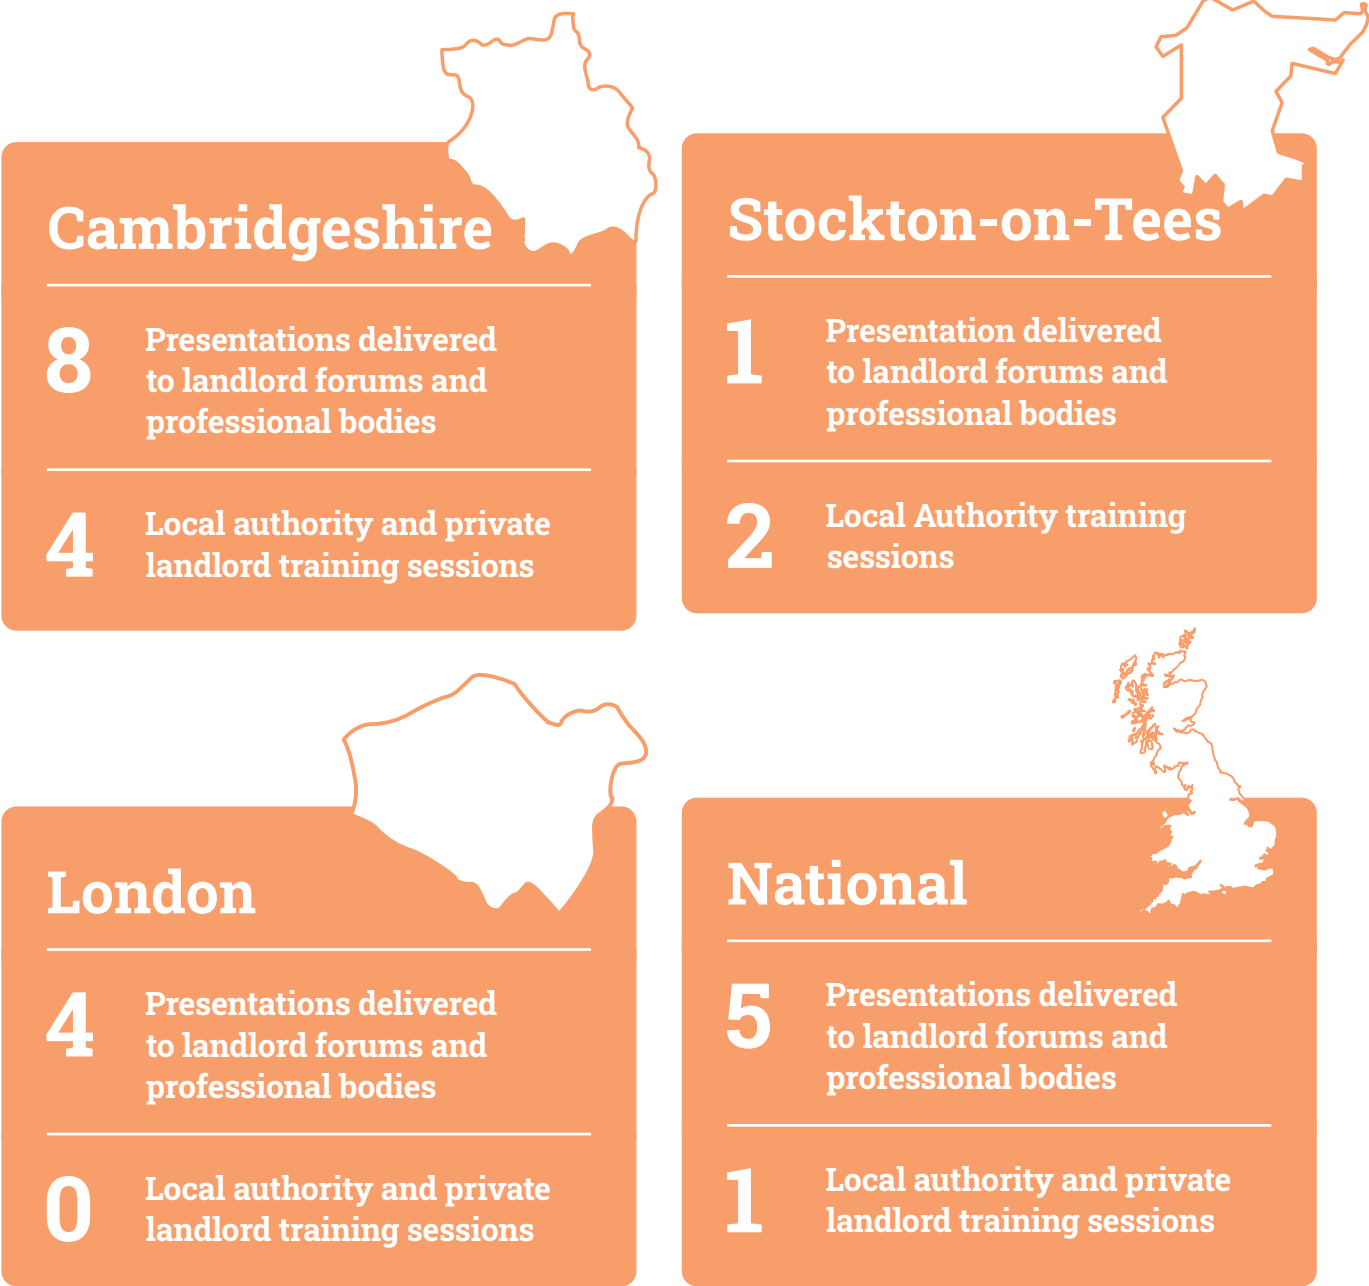 Cambridgeshire
8
Presentations delivered
to landlord forums and
professional bodies
4
Local authority and private
landlord training sessions
Stockton-on-Tees
1
Presentation delivered
to landlord forums and
professional bodies
2
Local Authority training
sessions
London
4
Presentations delivered
to landlord forums and
professional bodies
0
Local authority and private
landlord training sessions
National
5
Presentations delivered
to landlord forums and
professional bodies
1
Local authority and private
landlord training sessions